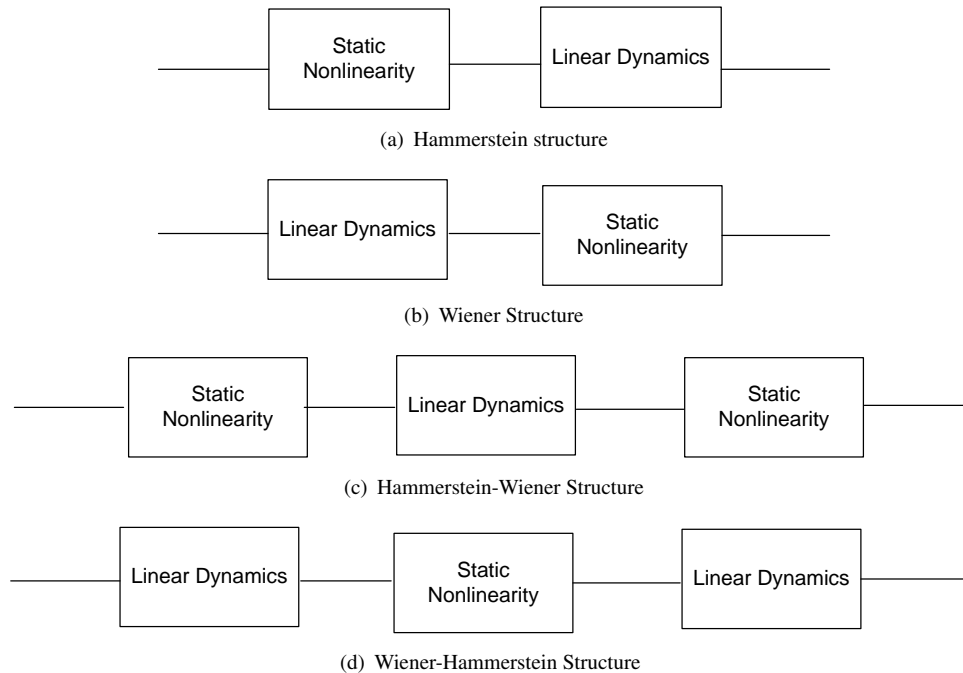 Static
Nonlinearity
Linear Dynamics
(a) Hammerstein structure
Linear Dynamics
Static
Nonlinearity
(b) Wiener Structure
Static
Nonlinearity
Linear Dynamics
Static
Nonlinearity
(c) Hammerstein-Wiener Structure
Linear Dynamics
Static
Nonlinearity
Linear Dynamics
(d) Wiener-Hammerstein Structure